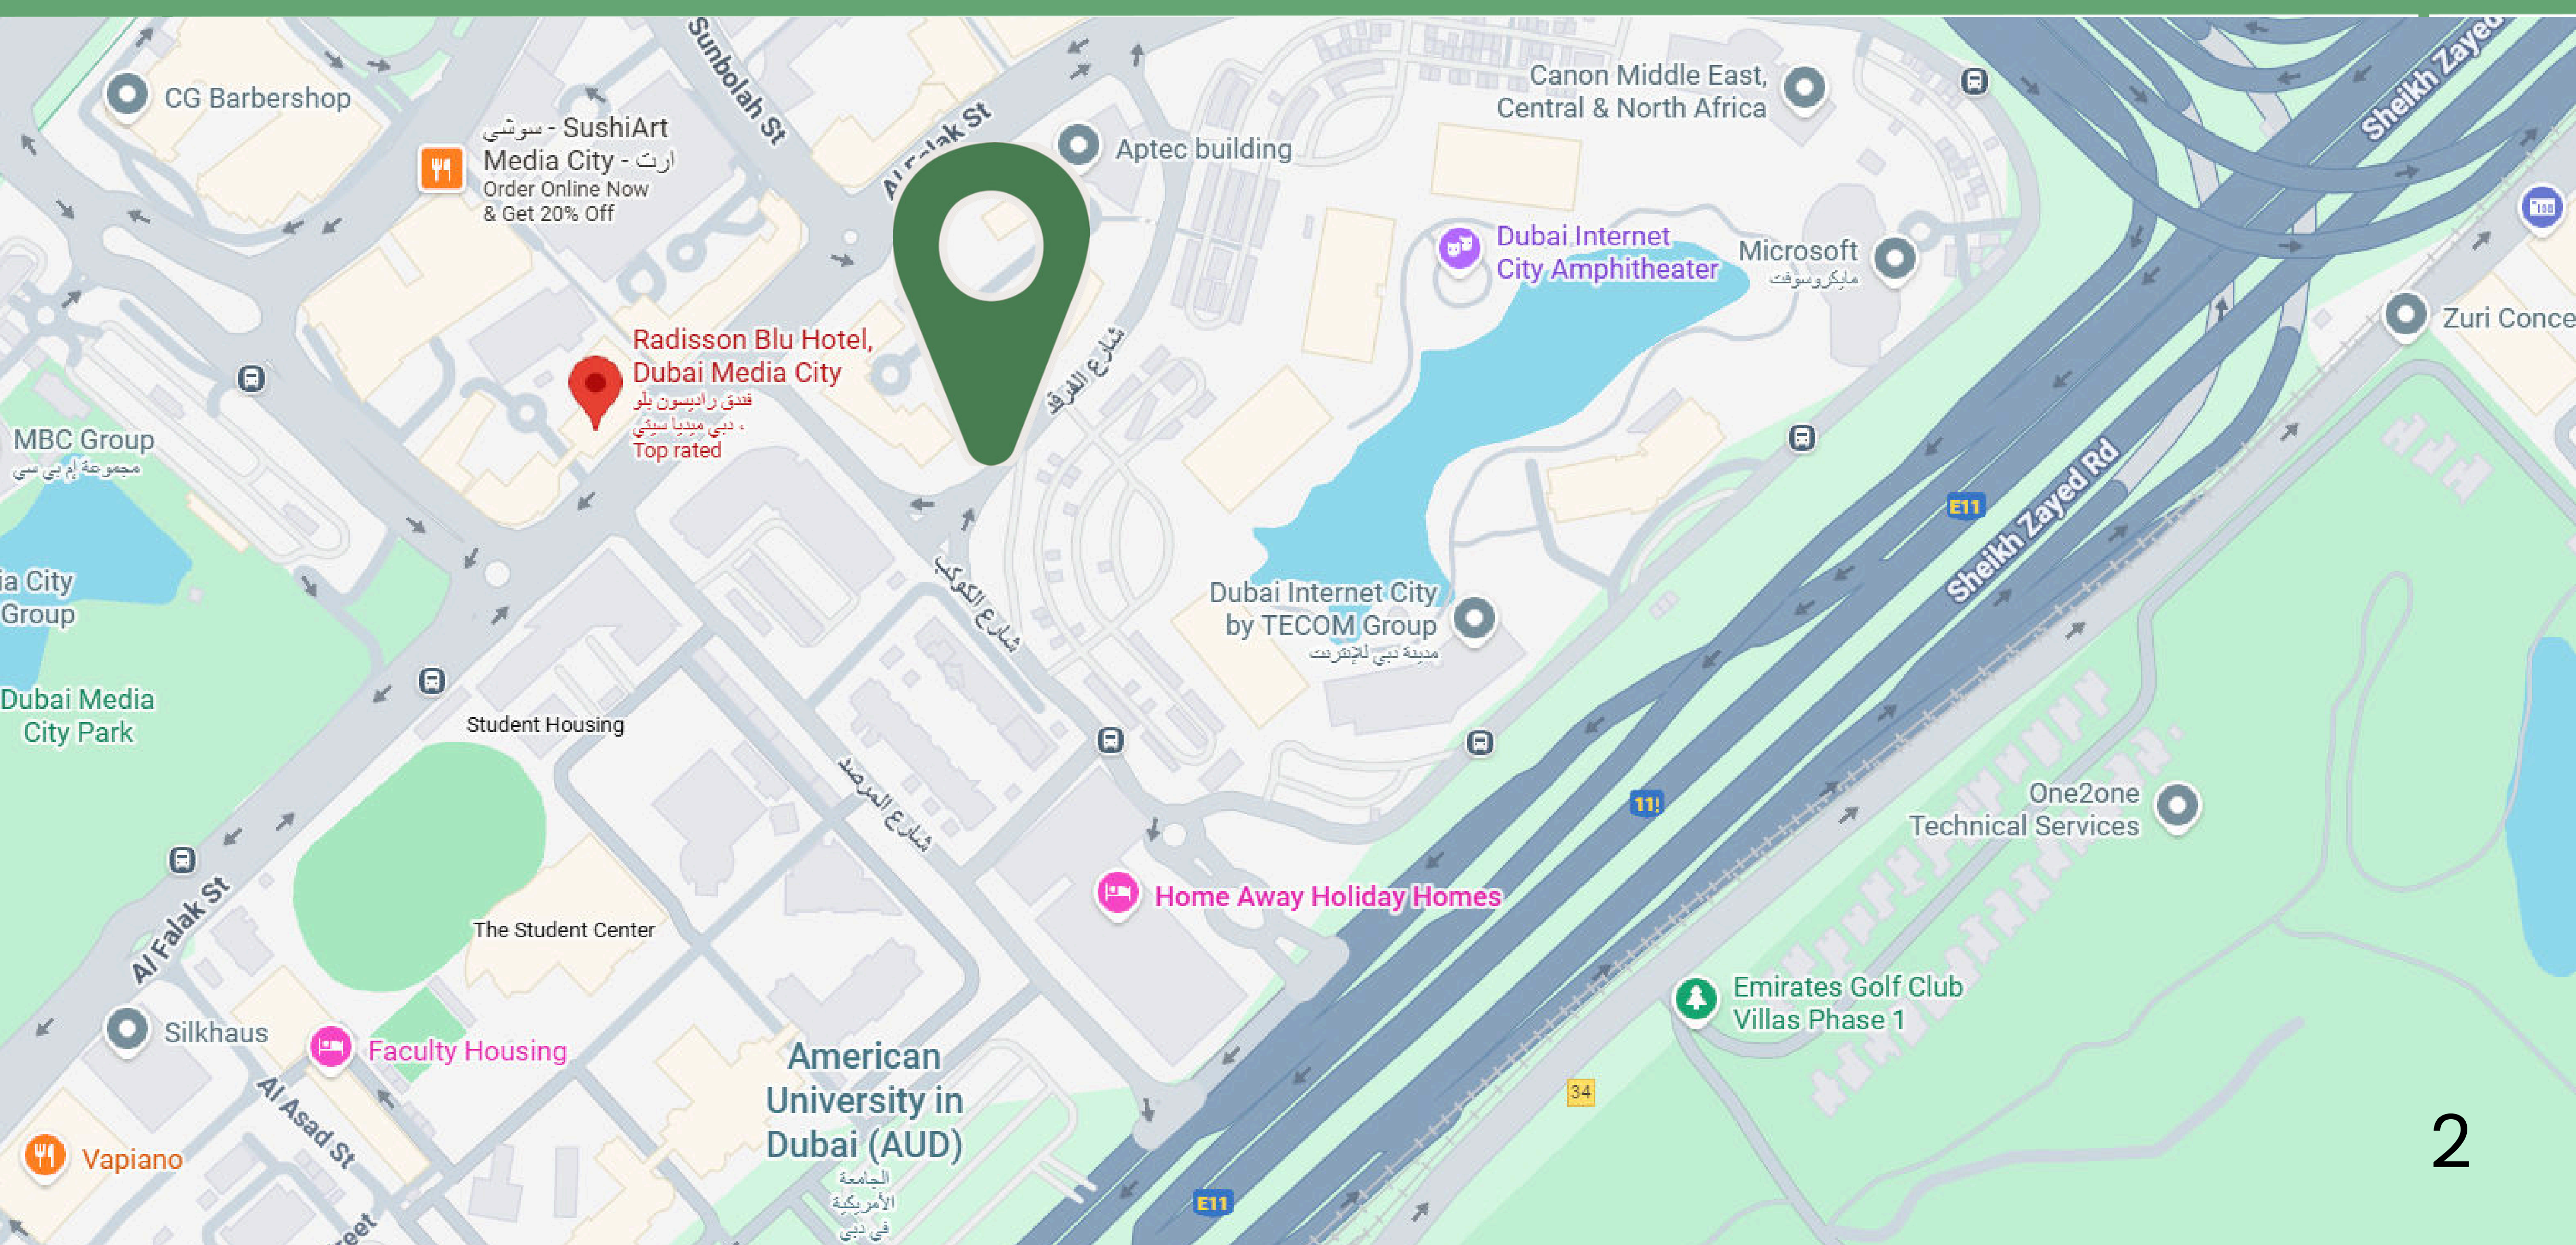 Sunbolah St
Sheikh Zayed
CG Barbershop
سوشي - SushiArt
Media City - ارت
Order Online Now
& Get 20% Off
Al Falak St
Aptec building
Canon Middle East,
Central & North Africa
Dubai Internet
City Amphitheater
Microsoft
مايكروسوفت
Zuri Conce
Radisson Blu Hotel,
Dubai Media City
فندق راديسون بلو
، دبي ميديا سيتي
Top rated
شارع الفرقد
MBC Group
مجموعة إم بي سي
E11
Sheikh Zayed Rd
ia City
Group
شارع الكوكب
Dubai Internet City
by TECOM Group
مدينة دبي للإنترنت
Dubai Media
City Park
Student Housing
شارع المرصد
11!
One2one
Technical Services
Al Falak St
The Student Center
Home Away Holiday Homes
Emirates Golf Club
Villas Phase 1
Silkhaus
Faculty Housing
American
University in
Dubai (AUD)
الجامعة
الأمريكية
في دبي
34
Al Asad St
Vapiano
E11
eet
2